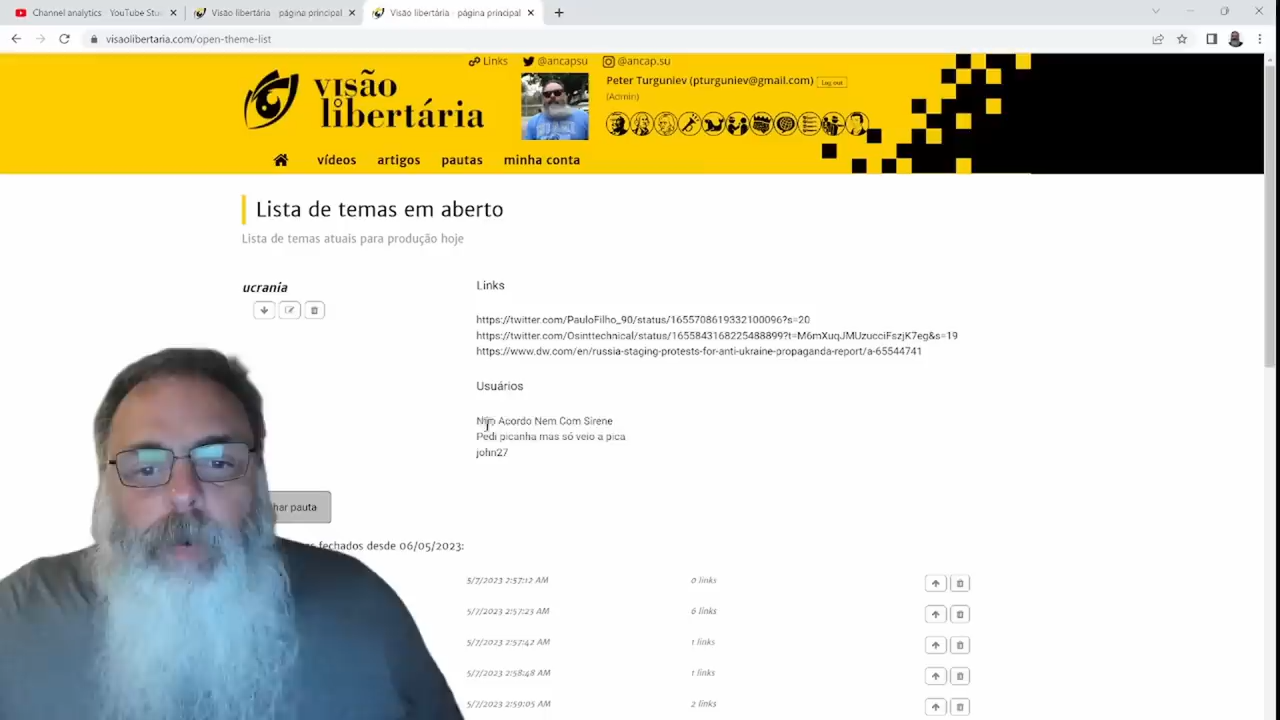 Channel analytics - YouTube Stu
Visão libertária - página principal
Visão libertária - página principal
visaolibertaria.com/open-theme-list
Links
@ancapsu
@ancap.su
visão
libertária
Peter Turguniev (pturguniev@gmail.com)
Log out
(Admin)
vídeos
artigos
pautas
minha conta
Lista de temas em aberto
Lista de temas atuais para produção hoje
ucrania
Links
https://twitter.com/PauloFilho_90/status/1655708619332100096?s=20
https://twitter.com/Osinttechnical/status/1655843168225488899?t=M6mXuqJMUzucciFszjK7eg&s=19
https://www.dw.com/en/russia-staging-protests-for-anti-ukraine-propaganda-report/a-65544741
Usuários
Acordo Nem Com Sirene
Pedi picanha mas só veio a pica
john27
har pauta
fechados desde 06/05/2023:
5/7/2023 2:57:12 AM 0 links
5/7/2023 2:57:23 AM 6 links
5/7/2023 2:57:42 AM 1 links
5/7/2023 2:58:48 AM 1 links
5/7/2023 2:59:05 AM 2 links